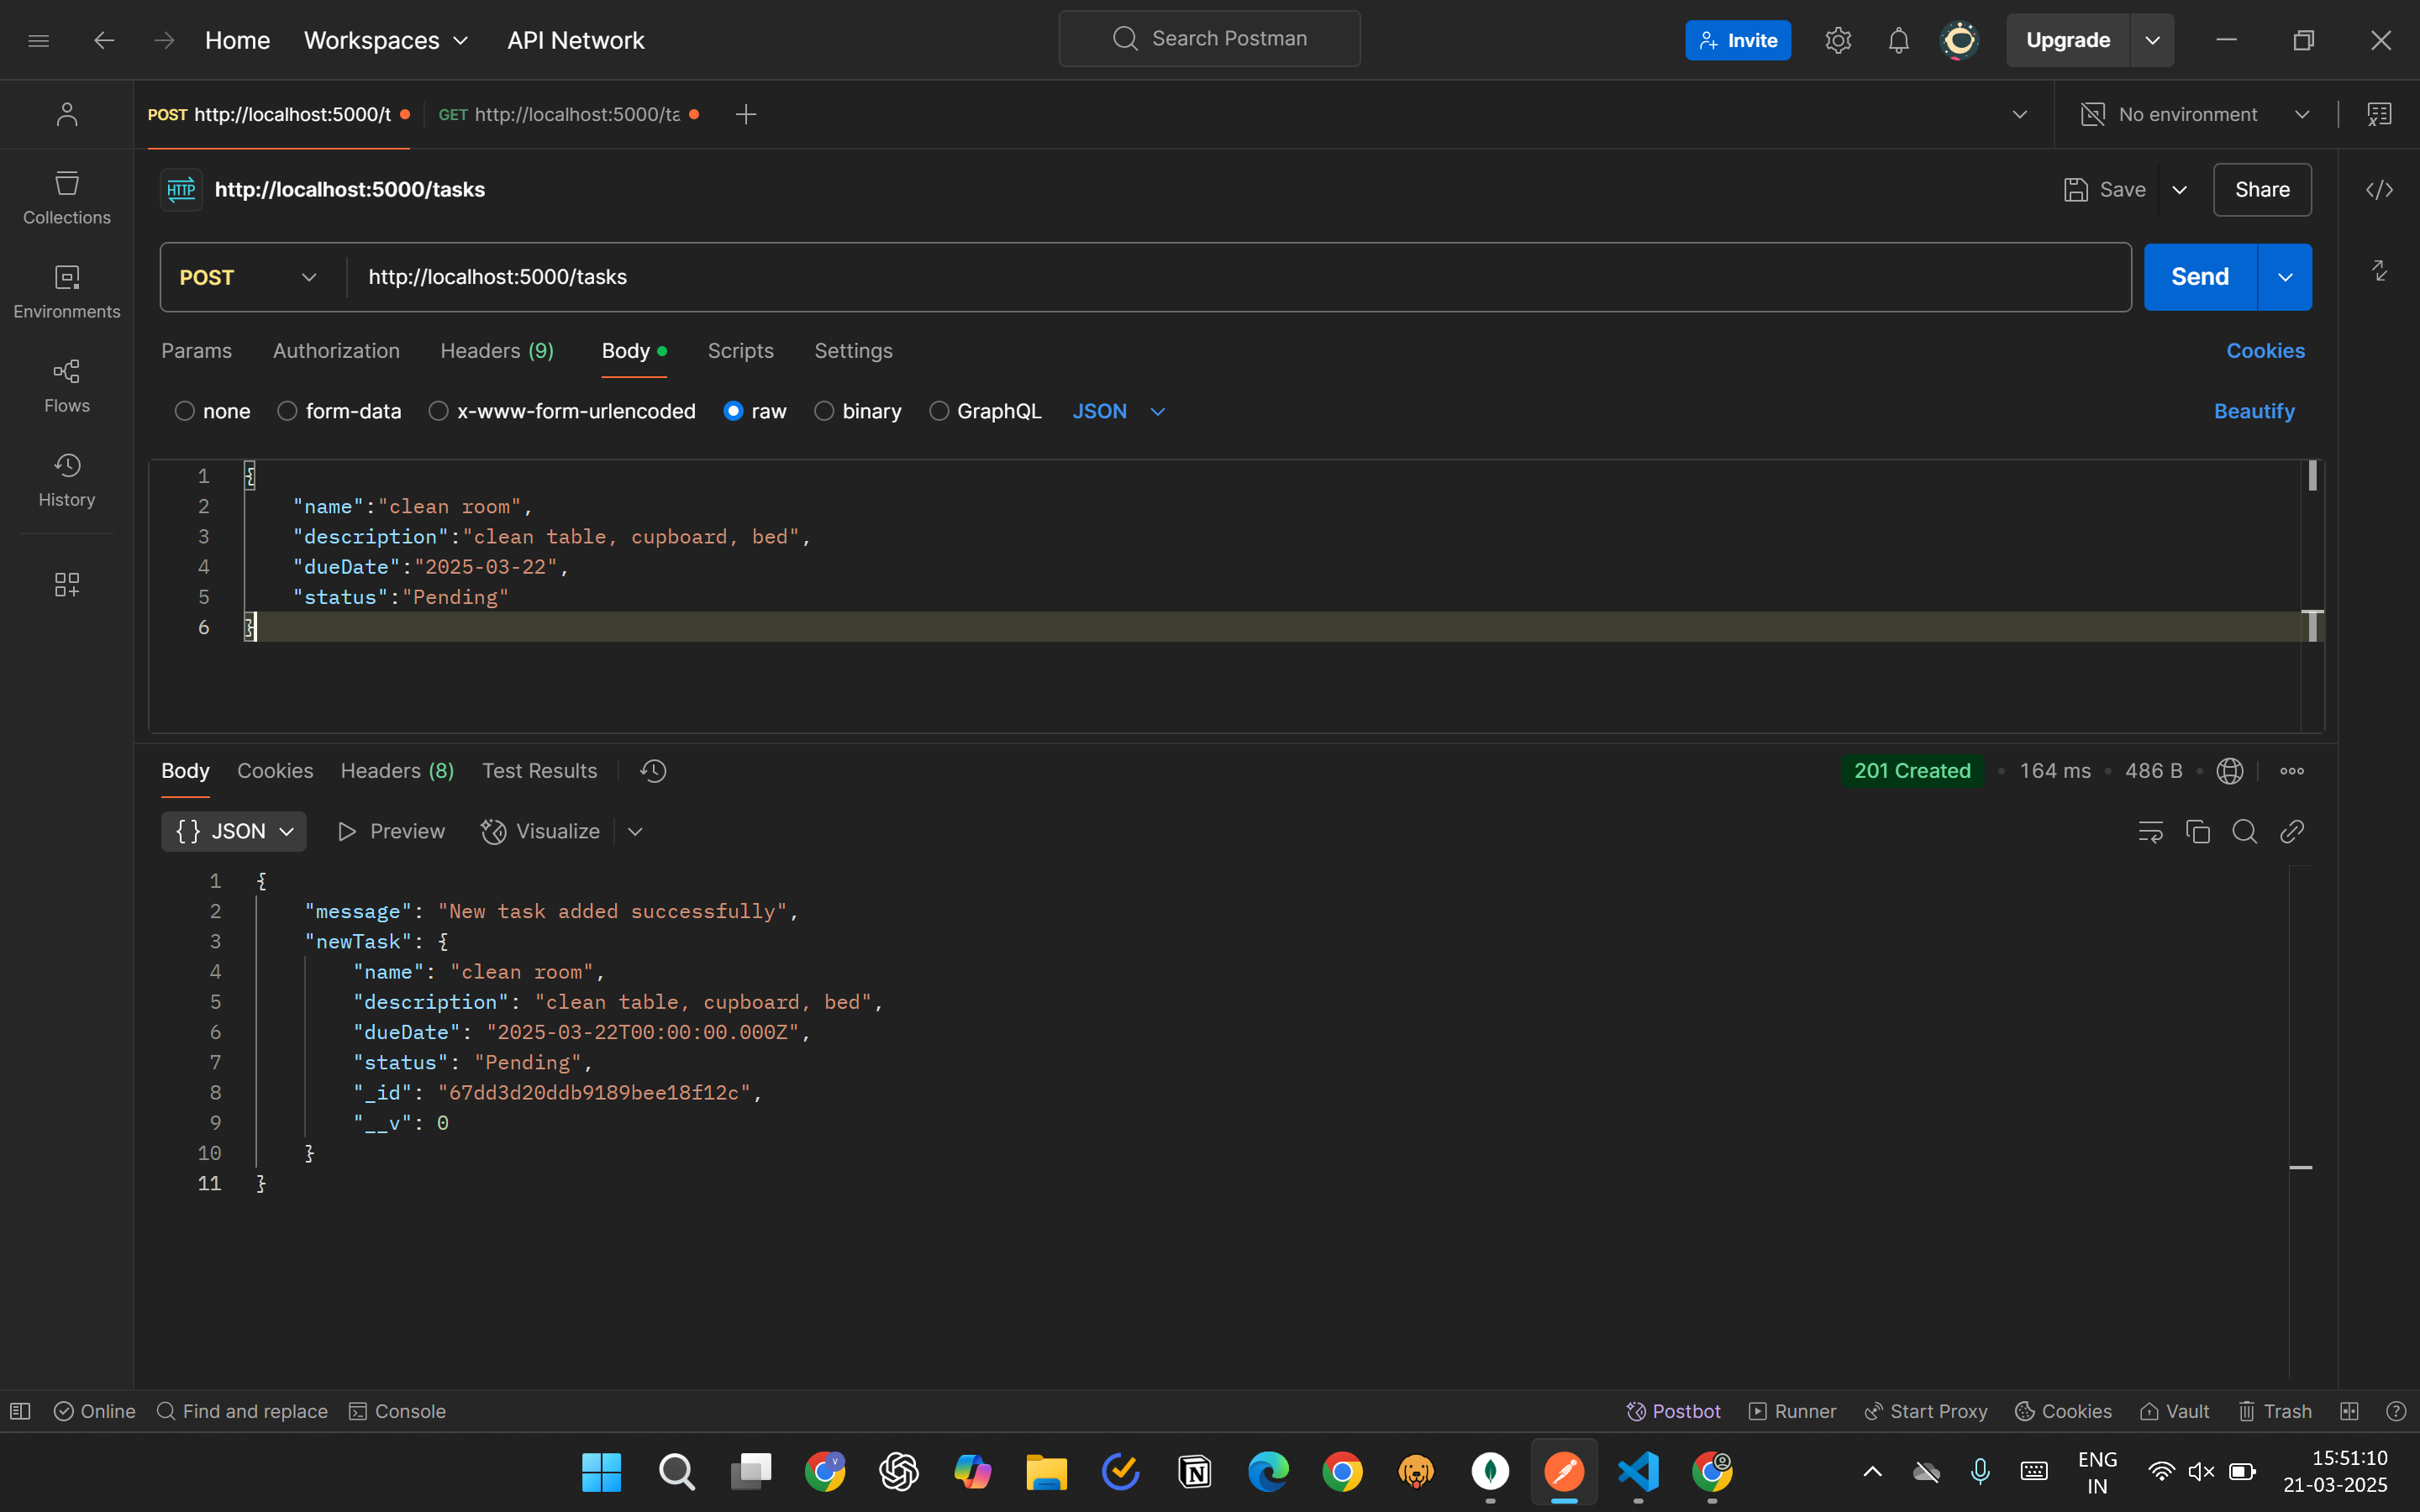 Home Workspaces API Network Search Postman Invite Upgrade
POST http://localhost:5000/t GET http://localhost:5000/ta No environment
HTTP http://localhost:5000/tasks Save Share
Collections
POST http://localhost:5000/tasks Send
Environments
Params Authorization Headers (9) Body Scripts Settings Cookies
Flows
none form-data x-www-form-urlencoded raw binary GraphQL JSON Beautify
History
1 {
2 "name":"clean room",
3 "description":"clean table, cupboard, bed",
4 "dueDate":"2025-03-22",
5 "status":"Pending"
6 }
Body Cookies Headers (8) Test Results 201 Created 164 ms 486 B
{} JSON Preview Visualize
1 {
2 "message": "New task added successfully",
3 "newTask": {
4 "name": "clean room",
5 "description": "clean table, cupboard, bed",
6 "dueDate": "2025-03-22T00:00:00.000Z",
7 "status": "Pending",
8 "_id": "67dd3d20ddb9189bee18f12c",
9 "__v": 0
10 }
11 }
Online Find and replace Console Postbot Runner Start Proxy Cookies Vault Trash
ENG 15:51:10
IN 21-03-2025